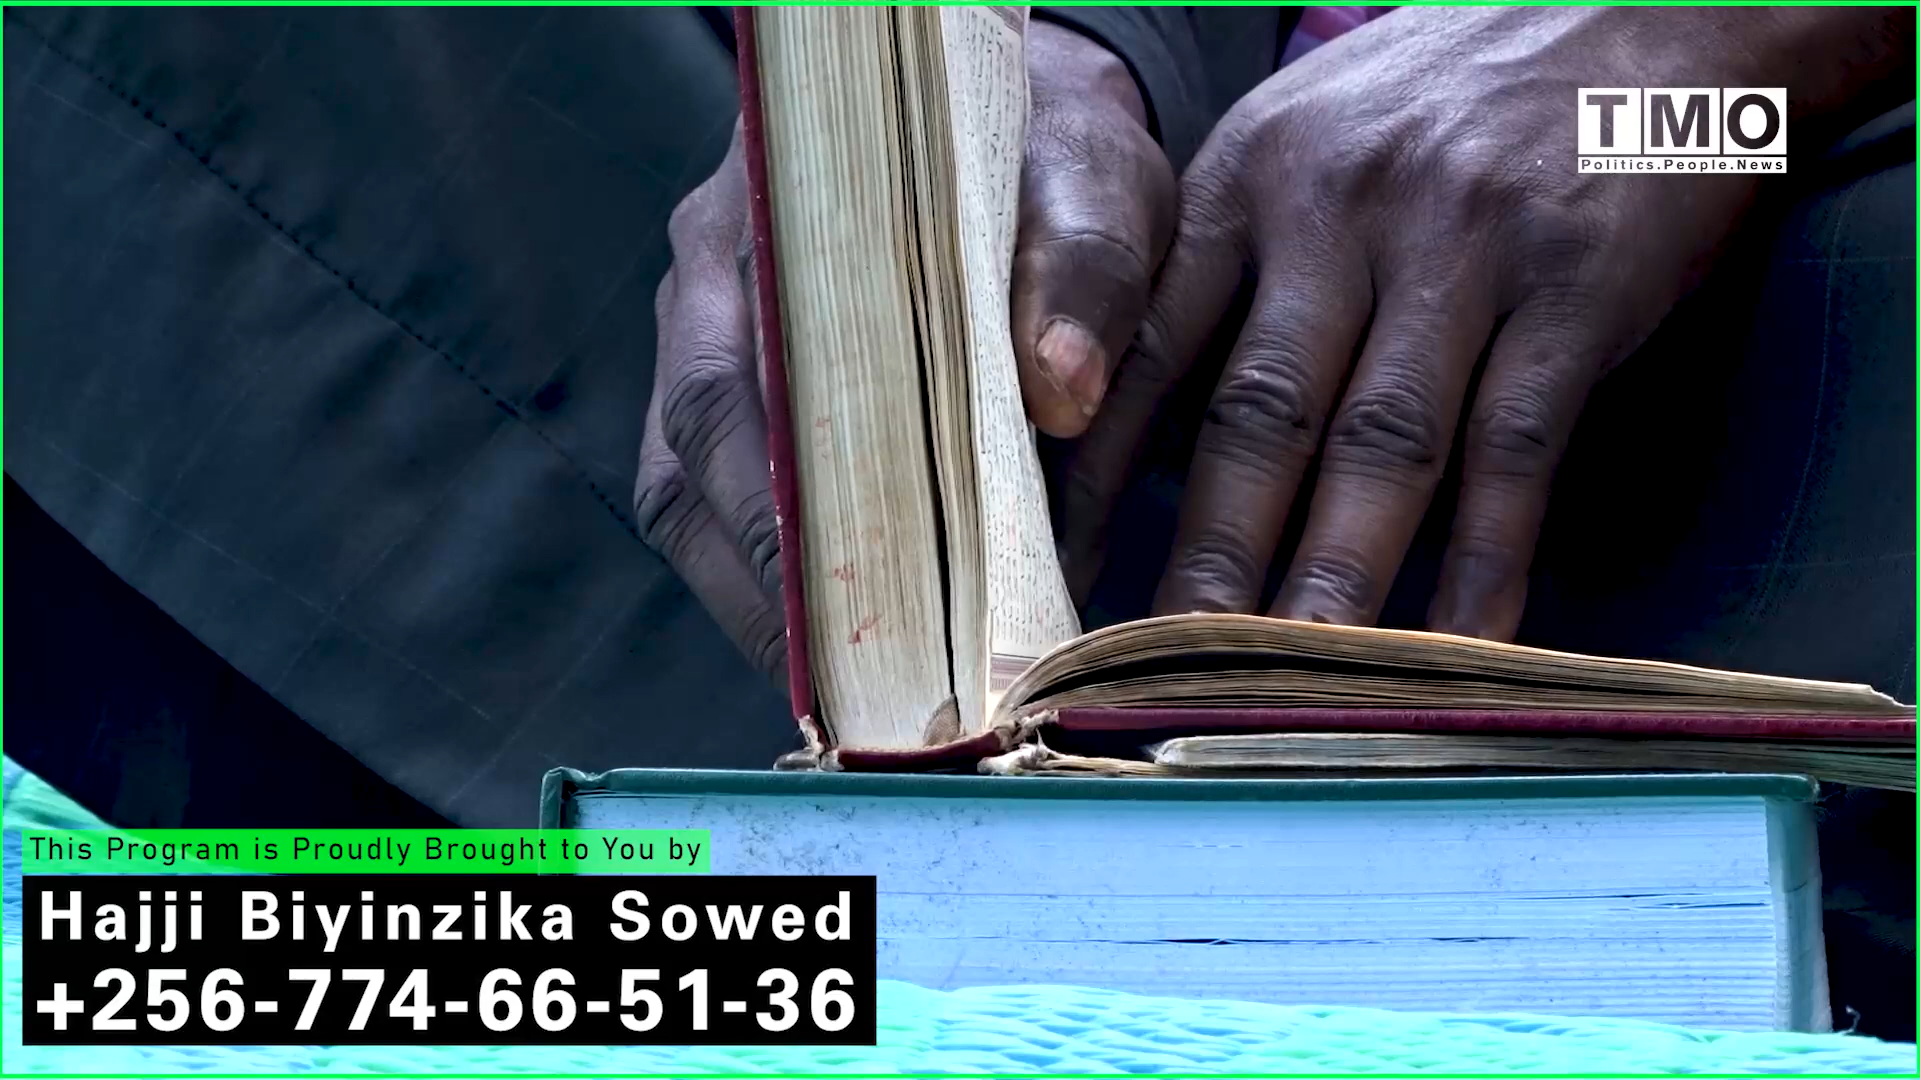 TMO
Politics.People.News
This Program is Proudly Brought to You by
Hajji Biyinzika Sowed
+256-774-66-51-36